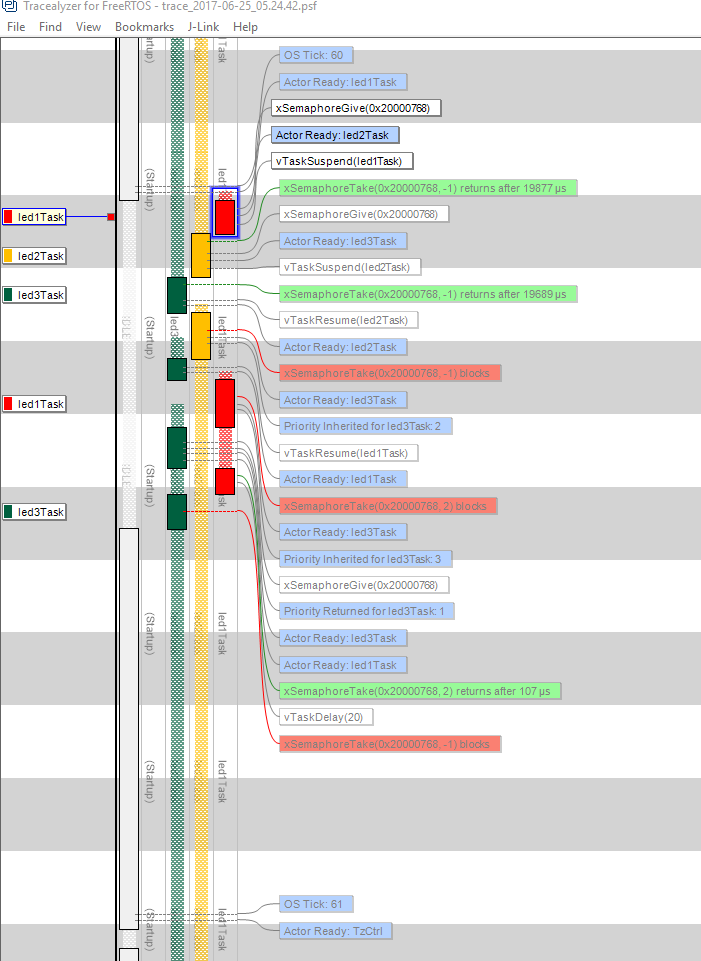 Tracealyzer for FreeRTOS - trace_2017-06-25_05.24.42.psf
File Find View Bookmarks J-Link Help
OS Tick: 60
Actor Ready: led1Task
xSemaphoreGive(0x20000768)
Actor Ready: led2Task
vTaskSuspend(led1Task)
xSemaphoreTake(0x20000768, -1) returns after 19877 µs
xSemaphoreGive(0x20000768)
led1Task
Actor Ready: led3Task
led2Task
vTaskSuspend(led2Task)
led3Task
xSemaphoreTake(0x20000768, -1) returns after 19689 µs
vTaskResume(led2Task)
Actor Ready: led2Task
xSemaphoreTake(0x20000768, -1) blocks
led1Task
Actor Ready: led3Task
Priority Inherited for led3Task: 2
vTaskResume(led1Task)
Actor Ready: led1Task
xSemaphoreTake(0x20000768, 2) blocks
led3Task
Actor Ready: led3Task
Priority Inherited for led3Task: 3
xSemaphoreGive(0x20000768)
Priority Returned for led3Task: 1
Actor Ready: led3Task
Actor Ready: led1Task
xSemaphoreTake(0x20000768, 2) returns after 107 µs
vTaskDelay(20)
xSemaphoreTake(0x20000768, -1) blocks
OS Tick: 61
Actor Ready: TzCtrl
(Startup)
(Startup)
(Startup)
(Startup)
(Startup)
(Startup)
(Startup)
IDLE
IDLE
led1Task
led1Task
led1Task
led1Task